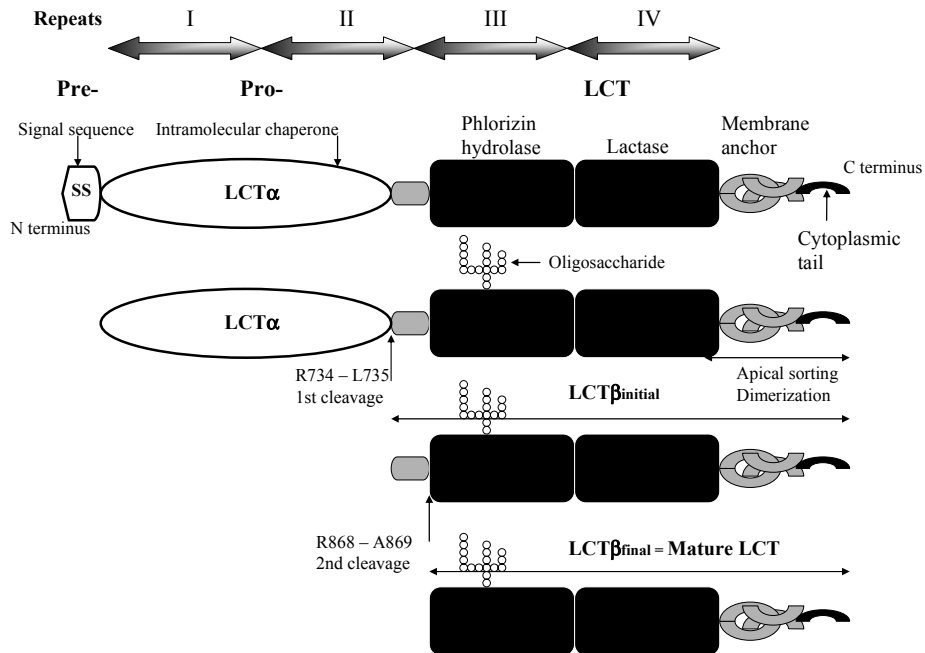 Repeats I II III IV
Pre- Pro- LCT
Signal sequence
Intramolecular chaperone
Phlorizin
hydrolase
Lactase
Membrane
anchor
C terminus
SS
LCTα
N terminus
Cytoplasmic
tail
Oligosaccharide
LCTα
R734 – L735
1st cleavage
Apical sorting
Dimerization
LCTβinitial
R868 – A869
2nd cleavage
LCTβfinal = Mature LCT